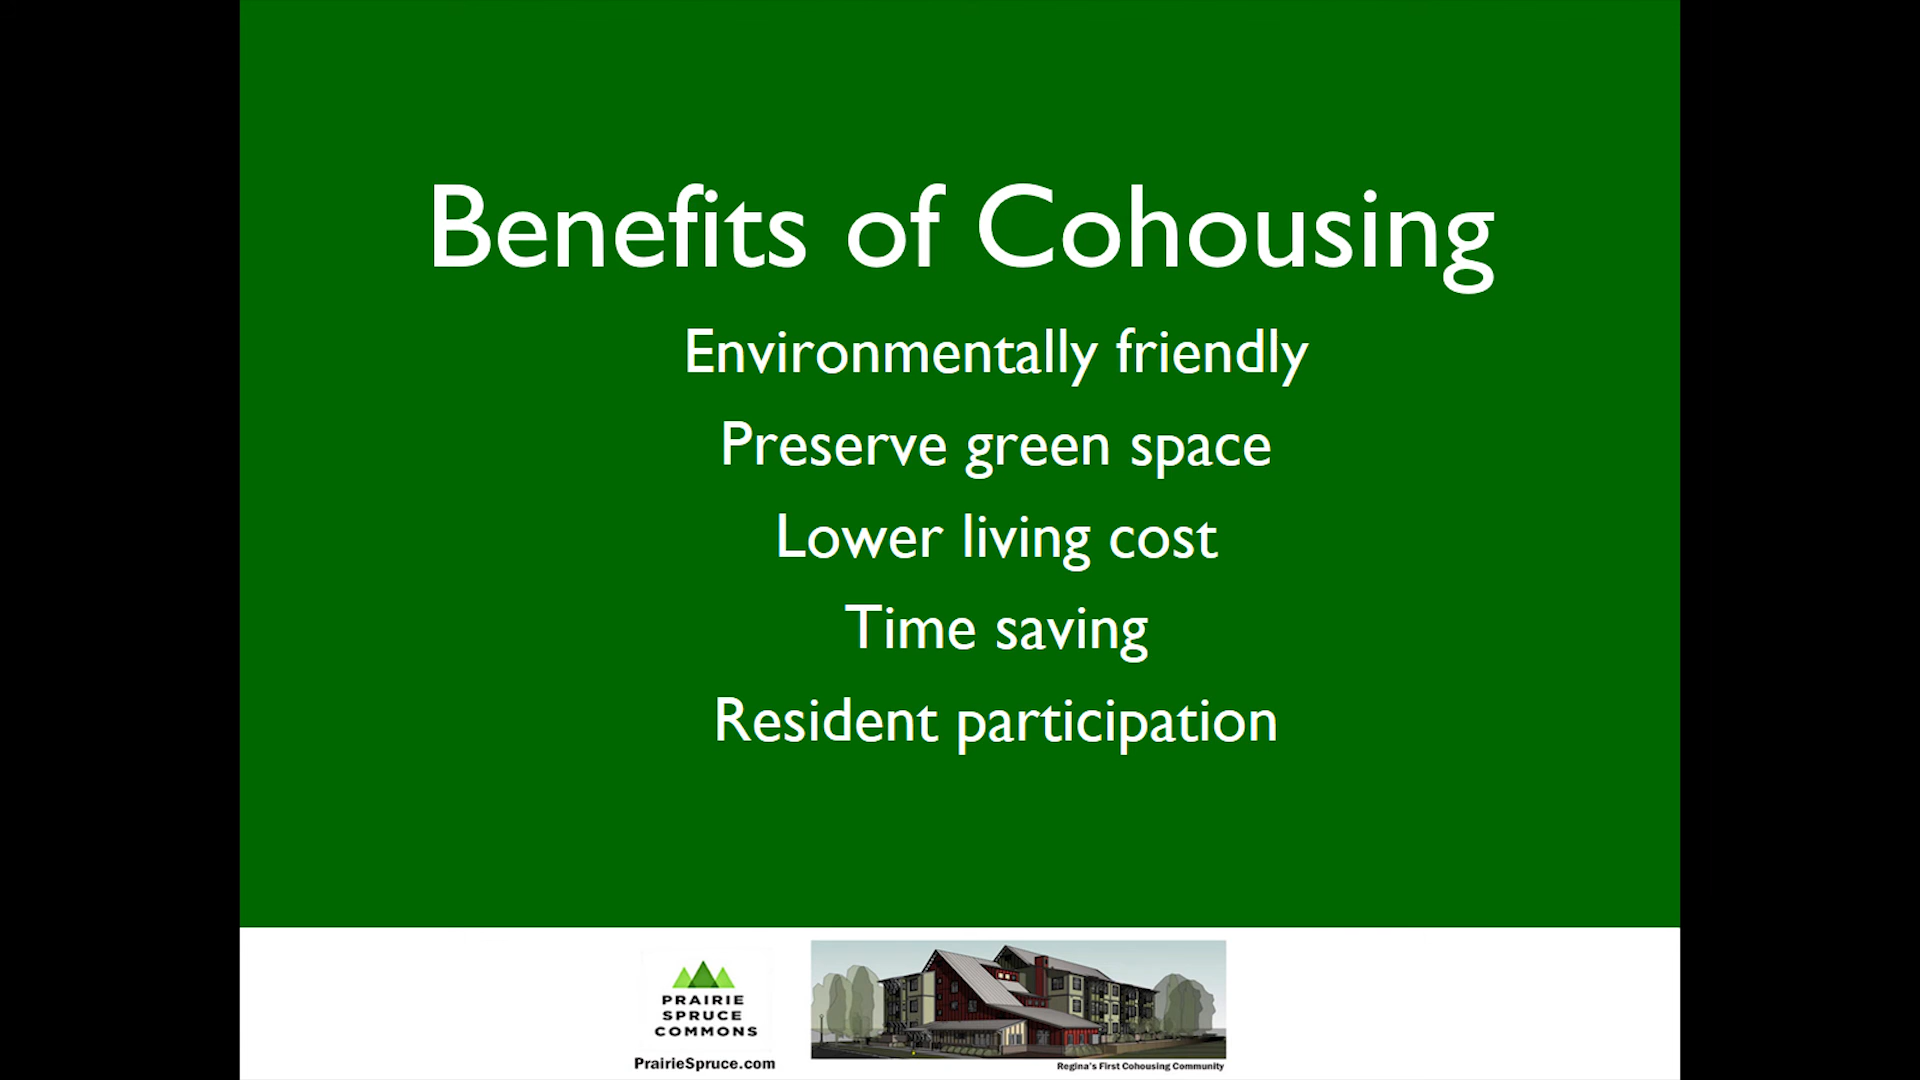 Benefits of Cohousing
Environmentally friendly
Preserve green space
Lower living cost
Time saving
Resident participation
PRAIRIE
SPRUCE
COMMONS
PrairieSpruce.com
Regina's First Cohousing Community